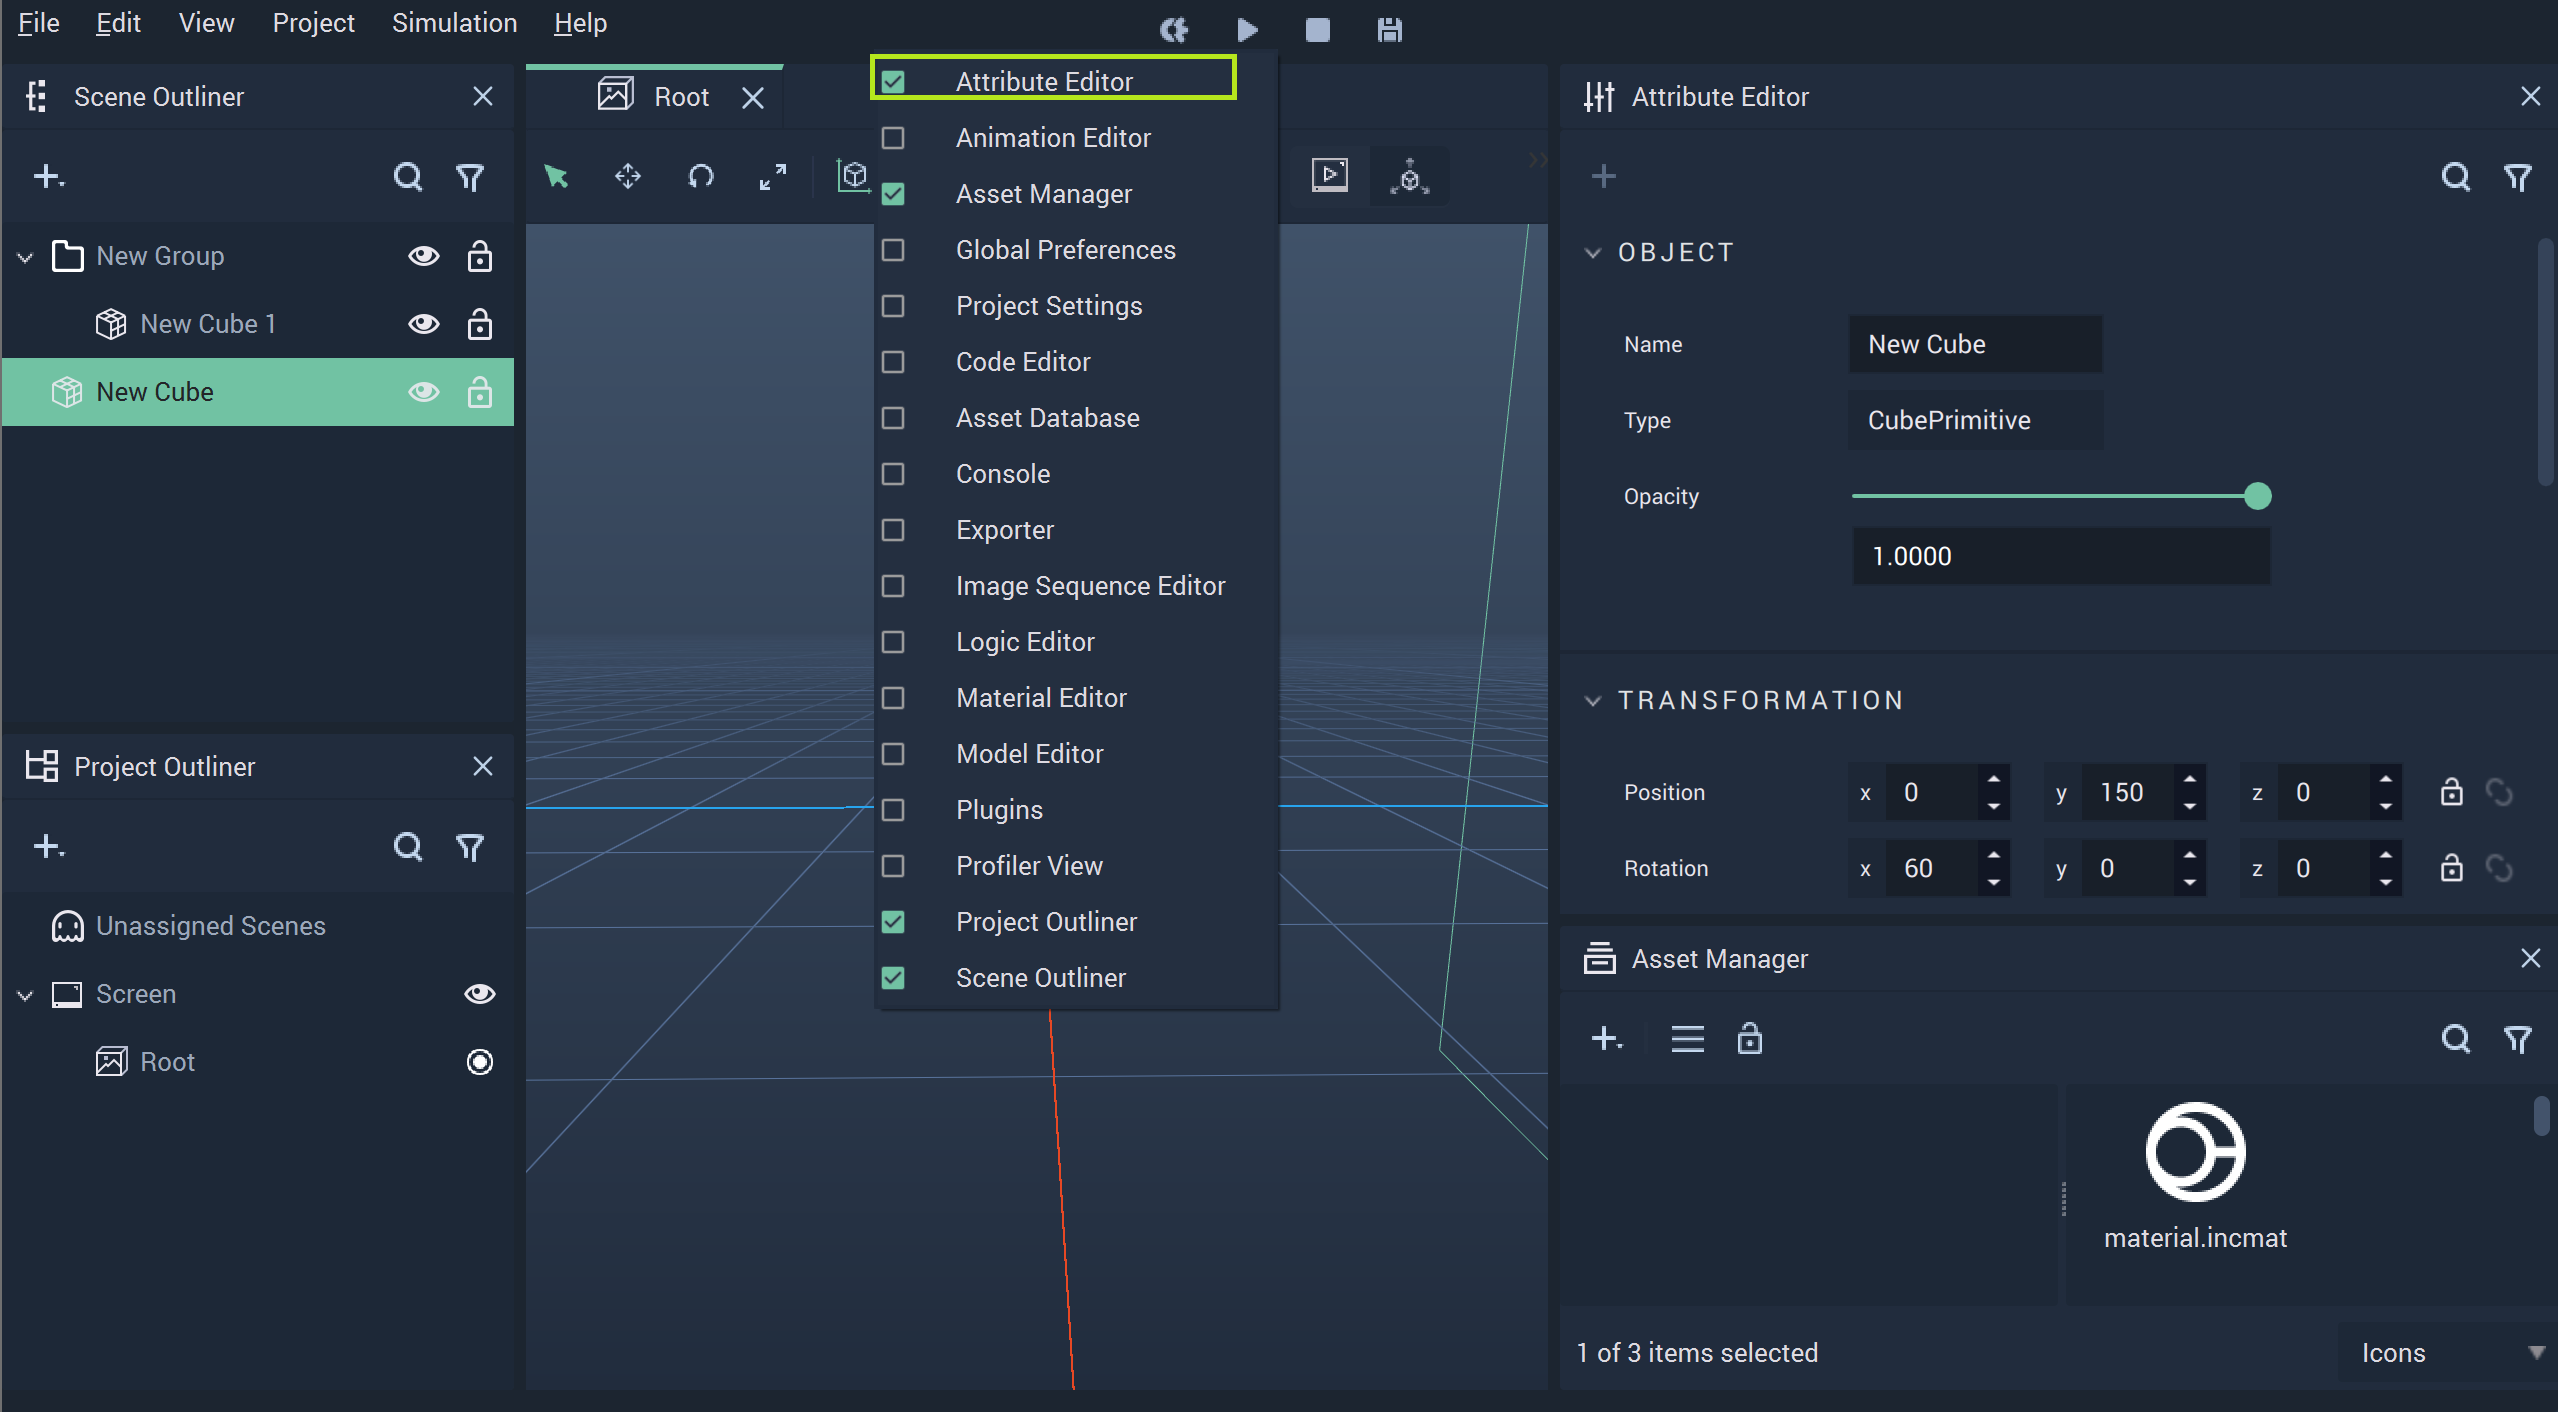 File Edit View Project Simulation Help
Scene Outliner
New Group
New Cube 1
New Cube
Project Outliner
Unassigned Scenes
Screen
Root
Root
Attribute Editor
Animation Editor
Asset Manager
Global Preferences
Project Settings
Code Editor
Asset Database
Console
Exporter
Image Sequence Editor
Logic Editor
Material Editor
Model Editor
Plugins
Profiler View
Project Outliner
Scene Outliner
Attribute Editor
OBJECT
Name New Cube
Type CubePrimitive
Opacity
1.0000
TRANSFORMATION
Position x 0 y 150 z 0
Rotation x 60 y 0 z 0
Asset Manager
material.incmat
1 of 3 items selected Icons